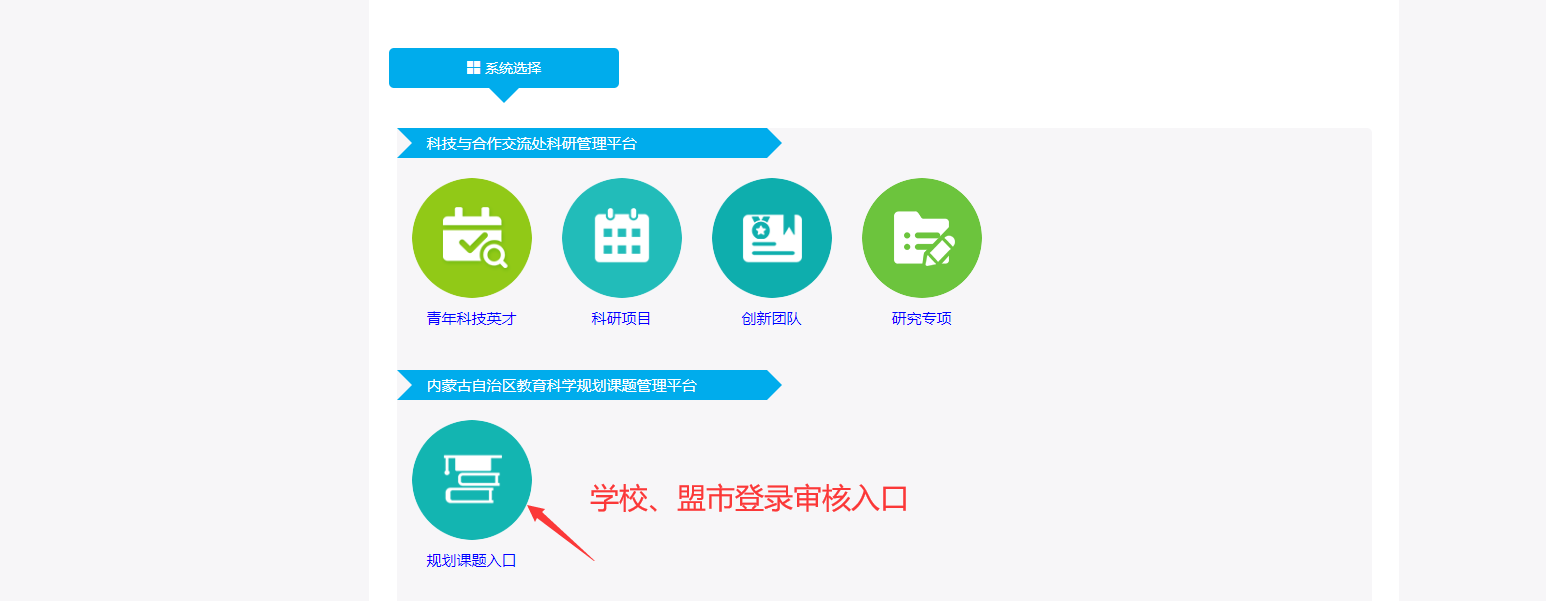 系统选择
科技与合作交流处科研管理平台
青年科技英才 科研项目 创新团队 研究专项
内蒙古自治区教育科学规划课题管理平台
学校、盟市登录审核入口
规划课题入口